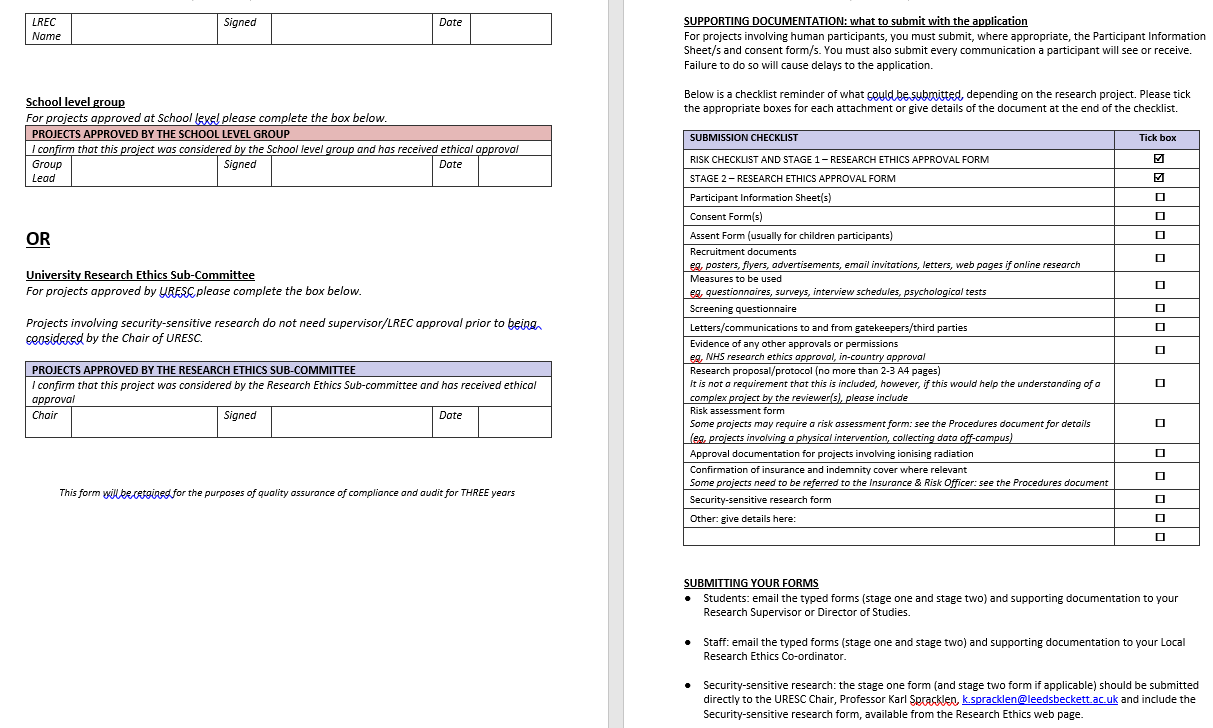 LREC Name
Signed
Date
School level group
For projects approved at School level please complete the box below.
PROJECTS APPROVED BY THE SCHOOL LEVEL GROUP
I confirm that this project was considered by the School level group and has received ethical approval
Group Lead
Signed
Date
OR
University Research Ethics Sub-Committee
For projects approved by URESC please complete the box below.
Projects involving security-sensitive research do not need supervisor/LREC approval prior to being
considered by the Chair of URESC.
PROJECTS APPROVED BY THE RESEARCH ETHICS SUB-COMMITTEE
I confirm that this project was considered by the Research Ethics Sub-committee and has received ethical
approval
Chair
Signed
Date
This form will be retained for the purposes of quality assurance of compliance and audit for THREE years
SUPPORTING DOCUMENTATION: what to submit with the application
For projects involving human participants, you must submit, where appropriate, the Participant Information
Sheet/s and consent form/s. You must also submit every communication a participant will see or receive.
Failure to do so will cause delays to the application.
Below is a checklist reminder of what could be submitted, depending on the research project. Please tick
the appropriate boxes for each attachment or give details of the document at the end of the checklist.
SUBMISSION CHECKLIST
Tick box
RISK CHECKLIST AND STAGE 1 – RESEARCH ETHICS APPROVAL FORM
STAGE 2 – RESEARCH ETHICS APPROVAL FORM
Participant Information Sheet(s)
Consent Form(s)
Assent Form (usually for children participants)
Recruitment documents
eg, posters, flyers, advertisements, email invitations, letters, web pages if online research
Measures to be used
eg, questionnaires, surveys, interview schedules, psychological tests
Screening questionnaire
Letters/communications to and from gatekeepers/third parties
Evidence of any other approvals or permissions
eg, NHS research ethics approval, in-country approval
Research proposal/protocol (no more than 2-3 A4 pages)
It is not a requirement that this is included, however, if this would help the understanding of a
complex project by the reviewer(s), please include
Risk assessment form
Some projects may require a risk assessment form: see the Procedures document for details
(eg, projects involving a physical intervention, collecting data off-campus)
Approval documentation for projects involving ionising radiation
Confirmation of insurance and indemnity cover where relevant
Some projects need to be referred to the Insurance & Risk Officer: see the Procedures document
Security-sensitive research form
Other: give details here:
SUBMITTING YOUR FORMS
● Students: email the typed forms (stage one and stage two) and supporting documentation to your
Research Supervisor or Director of Studies.
● Staff: email the typed forms (stage one and stage two) and supporting documentation to your Local
Research Ethics Co-ordinator.
● Security-sensitive research: the stage one form (and stage two form if applicable) should be submitted
directly to the URESC Chair, Professor Karl Spracklen, k.spracklen@leedsbeckett.ac.uk and include the
Security-sensitive research form, available from the Research Ethics web page.